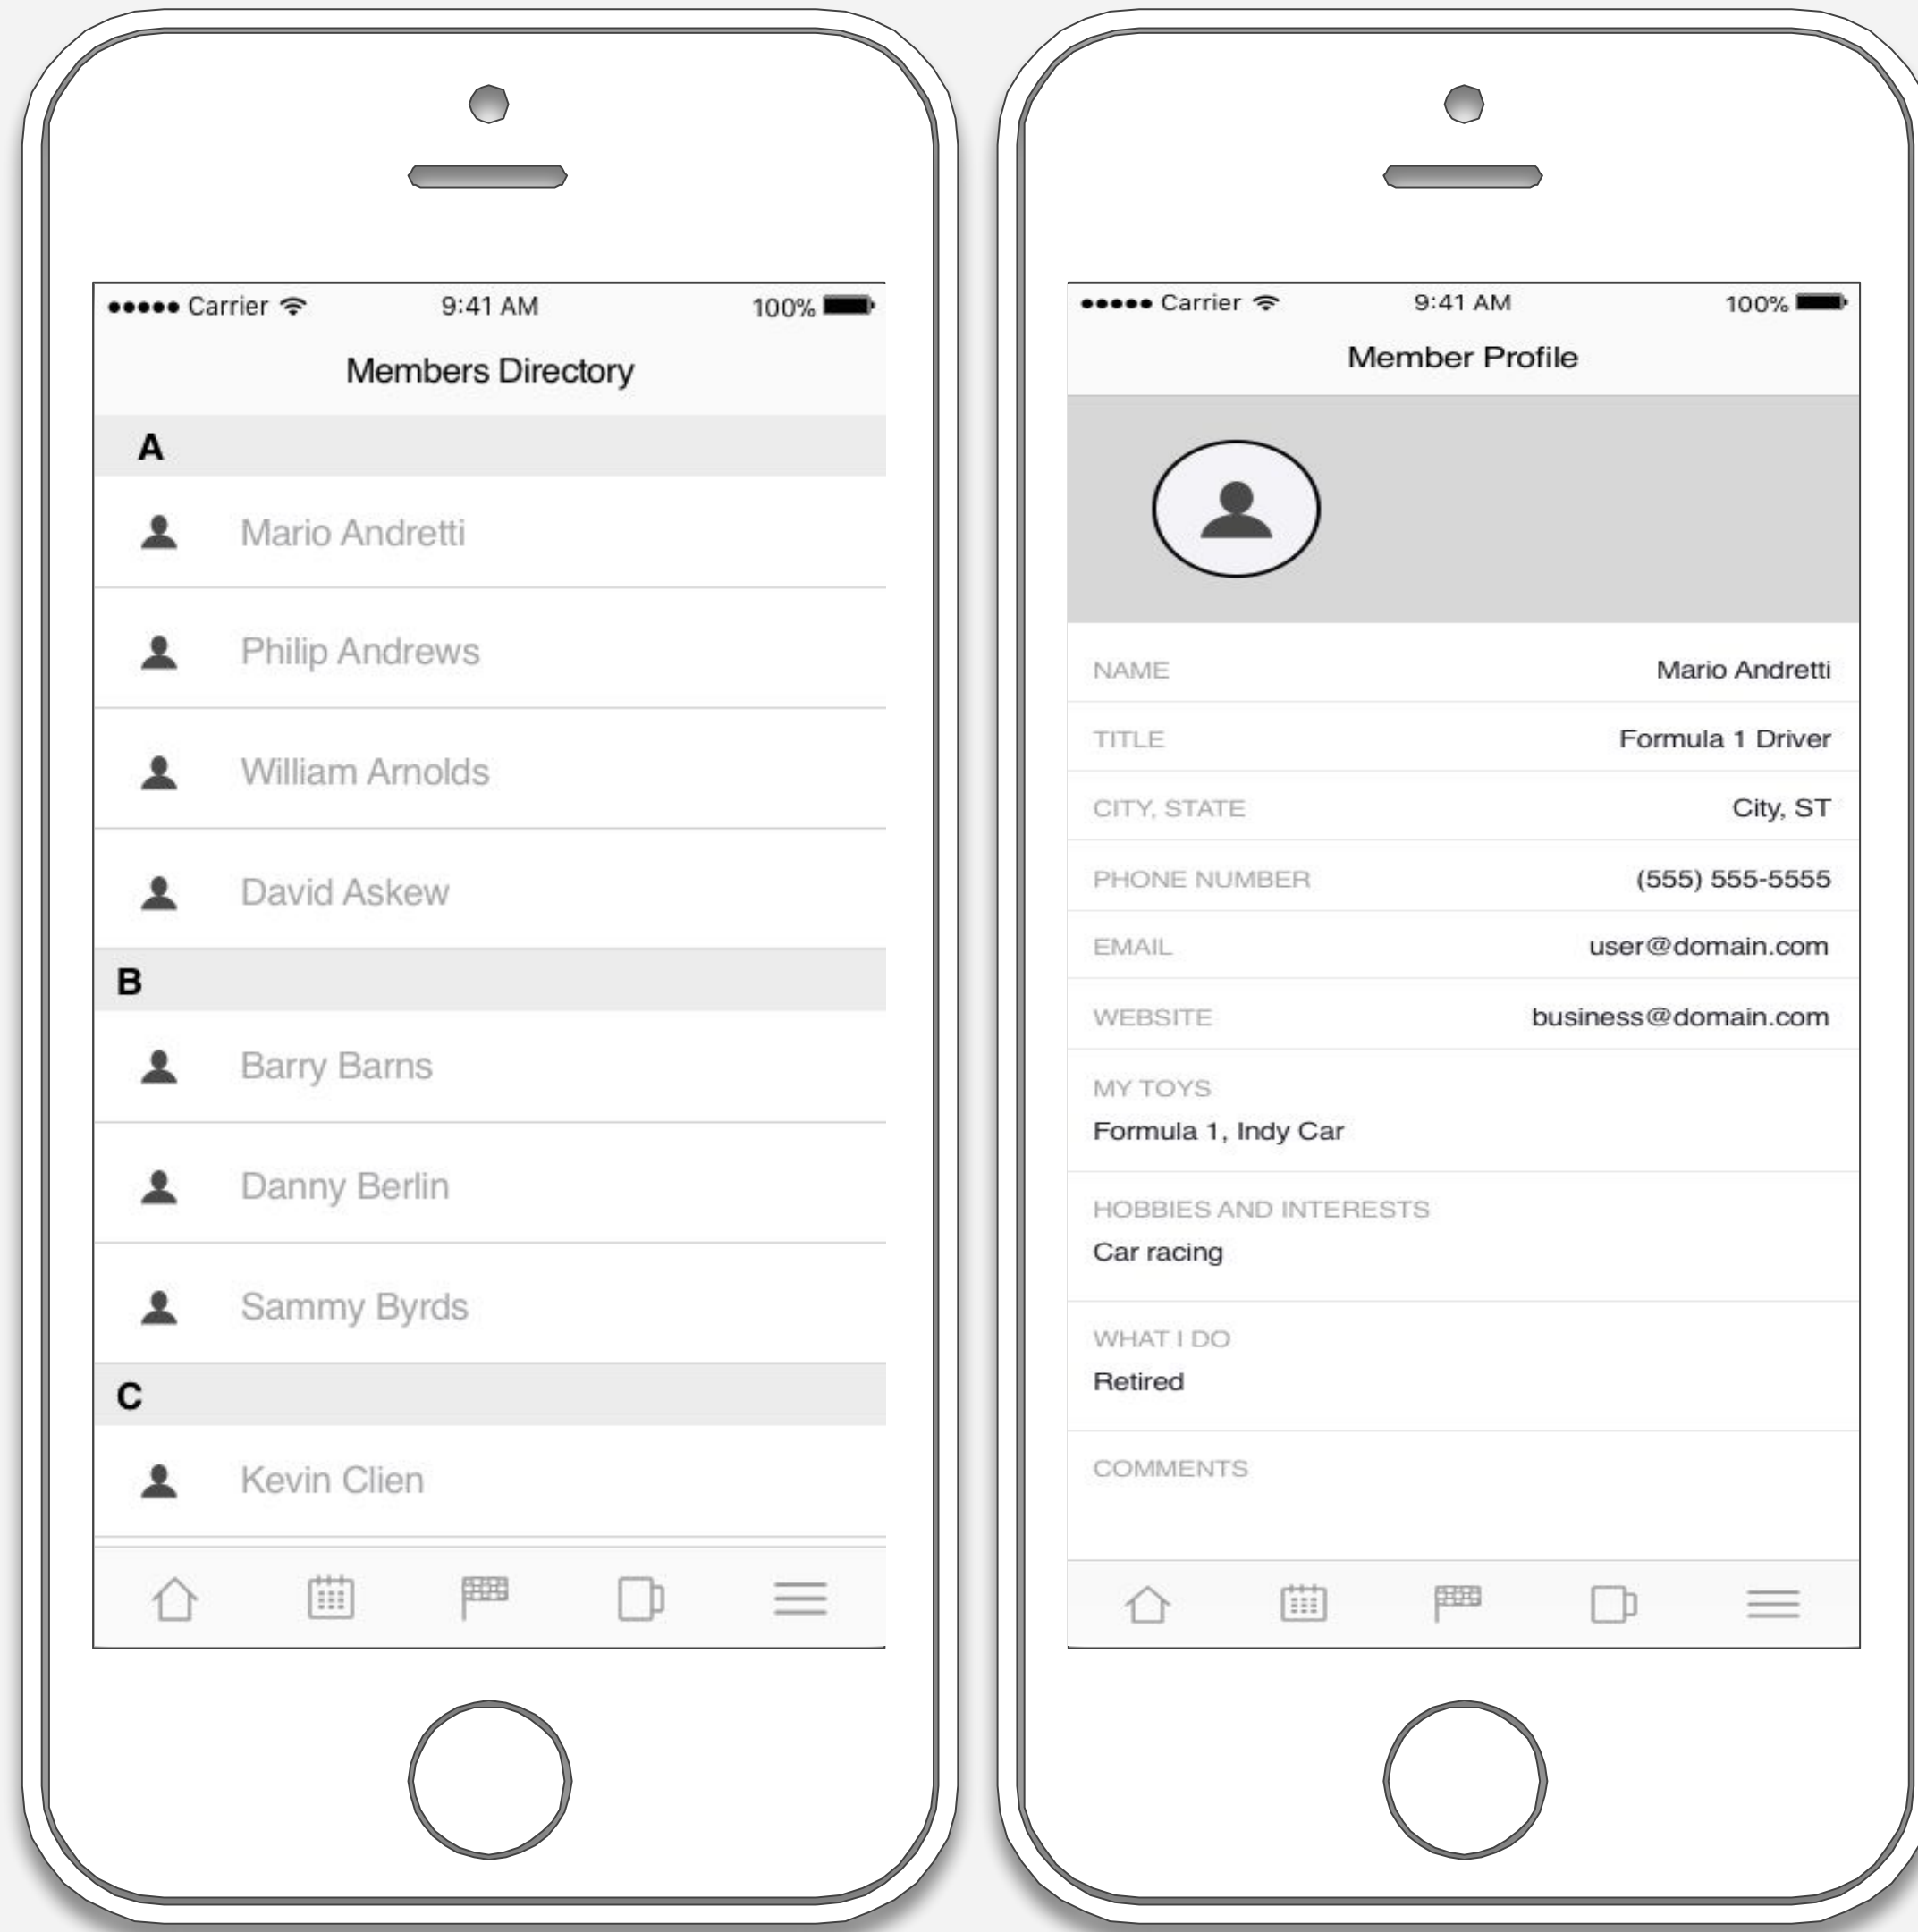 Carrier 9:41 AM 100%
Members Directory
A
Mario Andretti
Philip Andrews
William Arnolds
David Askew
B
Barry Barns
Danny Berlin
Sammy Byrds
C
Kevin Clien
Carrier 9:41 AM 100%
Member Profile
NAME Mario Andretti
TITLE Formula 1 Driver
CITY, STATE City, ST
PHONE NUMBER (555) 555-5555
EMAIL user@domain.com
WEBSITE business@domain.com
MY TOYS
Formula 1, Indy Car
HOBBIES AND INTERESTS
Car racing
WHAT I DO
Retired
COMMENTS